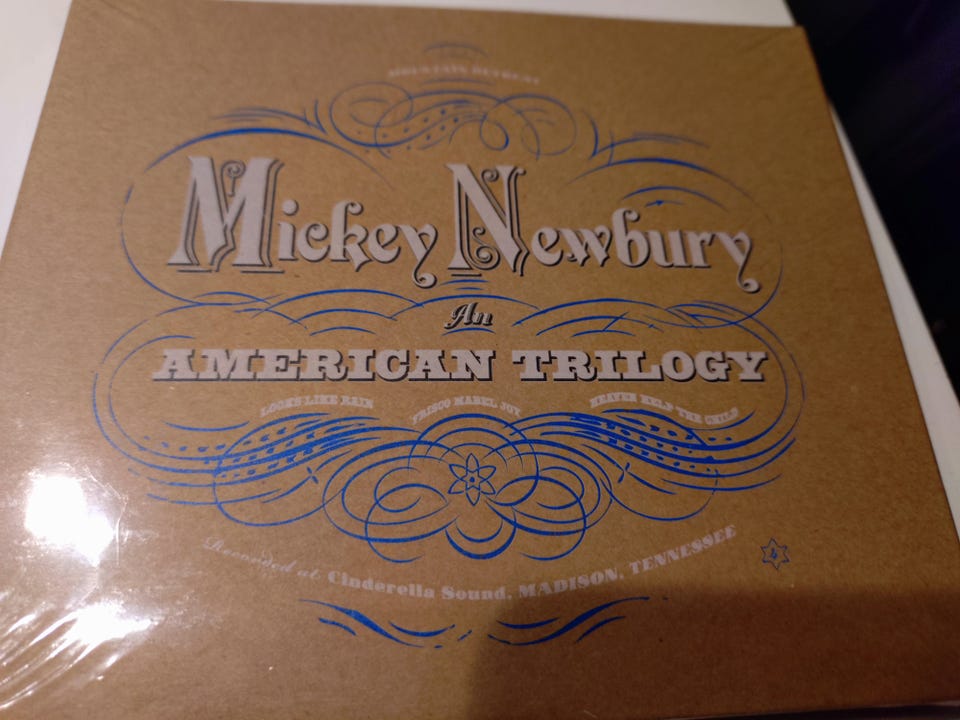 MOUNTAIN RETREAT
Mickey Newbury
An
AMERICAN TRILOGY
LOOKS LIKE RAIN FRISCO MABEL JOY HEAVEN HELP THE CHILD
Recorded at Cinderella Sound, MADISON, TENNESSEE
4